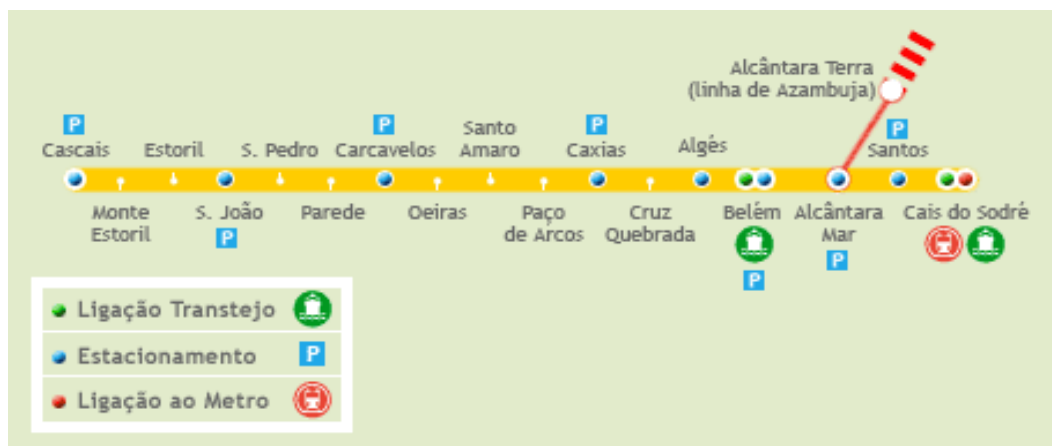 Alcântara Terra
(linha de Azambuja)
P
Cascais
Estoril
S. Pedro
P
Carcavelos
Santo
Amaro
P
Caxias
Algés
P
Santos
Monte
Estoril
S. João
P
Parede
Oeiras
Paço
de Arcos
Cruz
Quebrada
Belém
P
Alcântara
Mar
P
Cais do Sodré
Ligação Transtejo
Estacionamento P
Ligação ao Metro